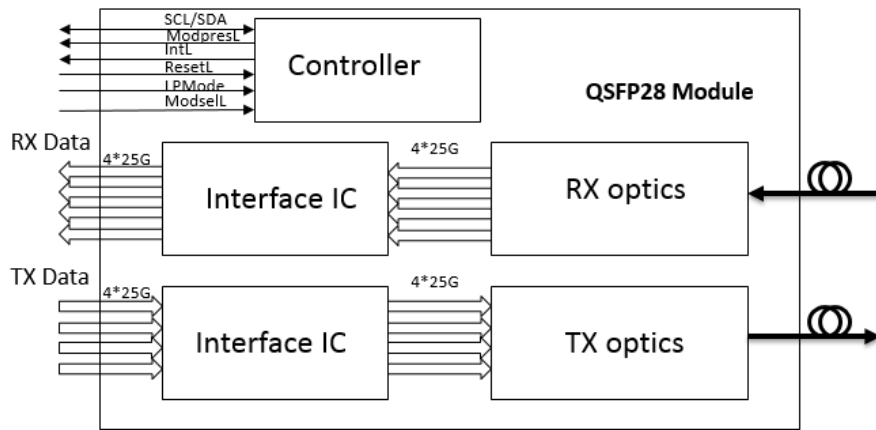 SCL/SDA
ModpresL
IntL
ResetL
LPMode
ModselL
Controller
QSFP28 Module
RX Data
4*25G
Interface IC
4*25G
RX optics
TX Data
4*25G
Interface IC
4*25G
TX optics